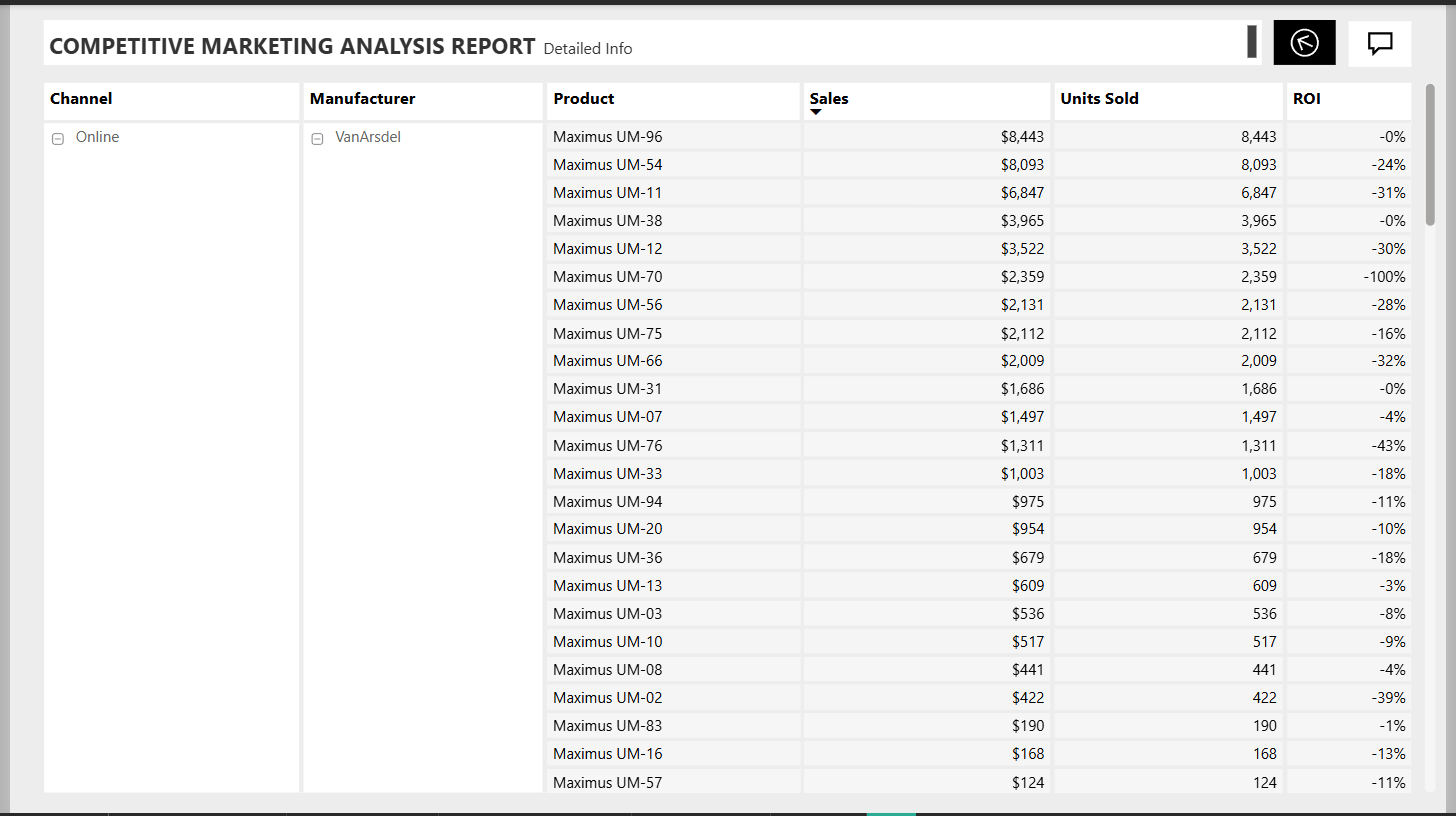 COMPETITIVE MARKETING ANALYSIS REPORT Detailed Info
Channel Manufacturer Product Sales Units Sold ROI
Online VanArsdel Maximus UM-96 $8,443 8,443 -0%
Maximus UM-54 $8,093 8,093 -24%
Maximus UM-11 $6,847 6,847 -31%
Maximus UM-38 $3,965 3,965 -0%
Maximus UM-12 $3,522 3,522 -30%
Maximus UM-70 $2,359 2,359 -100%
Maximus UM-56 $2,131 2,131 -28%
Maximus UM-75 $2,112 2,112 -16%
Maximus UM-66 $2,009 2,009 -32%
Maximus UM-31 $1,686 1,686 -0%
Maximus UM-07 $1,497 1,497 -4%
Maximus UM-76 $1,311 1,311 -43%
Maximus UM-33 $1,003 1,003 -18%
Maximus UM-94 $975 975 -11%
Maximus UM-20 $954 954 -10%
Maximus UM-36 $679 679 -18%
Maximus UM-13 $609 609 -3%
Maximus UM-03 $536 536 -8%
Maximus UM-10 $517 517 -9%
Maximus UM-08 $441 441 -4%
Maximus UM-02 $422 422 -39%
Maximus UM-83 $190 190 -1%
Maximus UM-16 $168 168 -13%
Maximus UM-57 $124 124 -11%